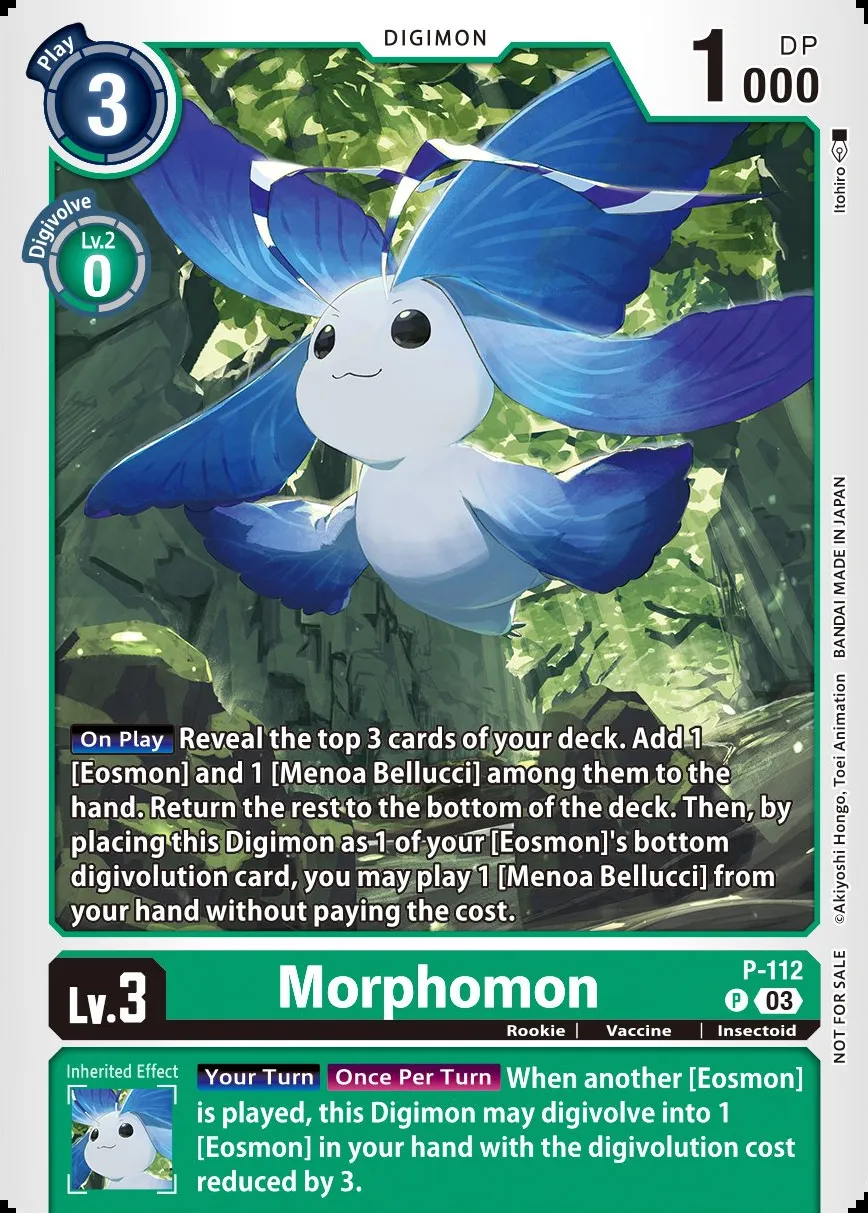 DIGIMON
Play
3
DP
1000
Digivolve
Lv.2
0
Itohiro
BANDAI MADE IN JAPAN
©Akiyoshi Hongo, Toei Animation
NOT FOR SALE
On Play Reveal the top 3 cards of your deck. Add 1
[Eosmon] and 1 [Menoa Bellucci] among them to the
hand. Return the rest to the bottom of the deck. Then, by
placing this Digimon as 1 of your [Eosmon]'s bottom
digivolution card, you may play 1 [Menoa Bellucci] from
your hand without paying the cost.
Lv.3
Morphomon
P-112
P 03
Rookie | Vaccine | Insectoid
Inherited Effect
Your Turn Once Per Turn When another [Eosmon]
is played, this Digimon may digivolve into 1
[Eosmon] in your hand with the digivolution cost
reduced by 3.